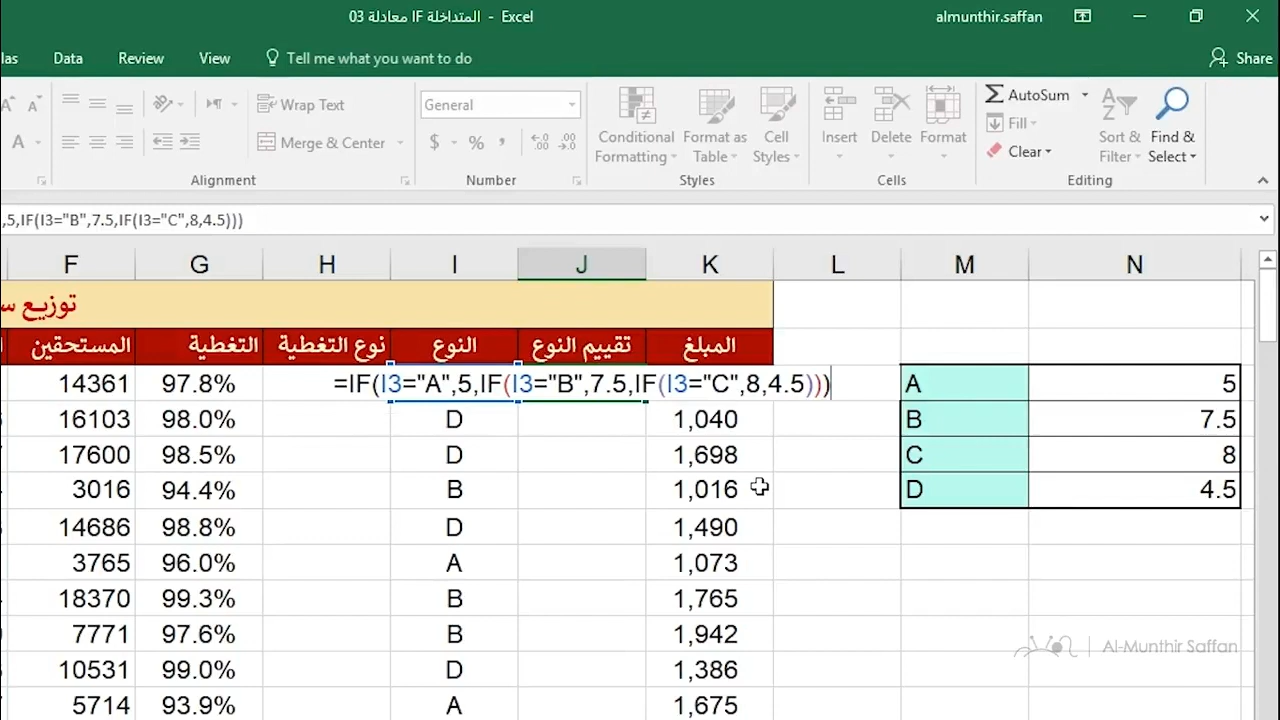 معادلة IF المتداخلة 03 - Excel
almunthir.saffan
las Data Review View Tell me what you want to do Share
Wrap Text General AutoSum
Fill
Merge & Center $ % Conditional Formatting Format as Table Cell Styles Insert Delete Format Clear Sort & Filter Find & Select
Alignment Number Styles Cells Editing
,5,IF(I3="B",7.5,IF(I3="C",8,4.5)))
F G H I J K L M N
توزيع س
المستحقين التغطية نوع التغطية النوع تقييم النوع المبلغ
14361 97.8% =IF(I3="A",5,IF(I3="B",7.5,IF(I3="C",8,4.5))) A 5
16103 98.0% D 1,040 B 7.5
17600 98.5% D 1,698 C 8
3016 94.4% B 1,016 D 4.5
14686 98.8% D 1,490
3765 96.0% A 1,073
18370 99.3% B 1,765
7771 97.6% B 1,942
10531 99.0% D 1,386
5714 93.9% A 1,675
Al-Munthir Saffan